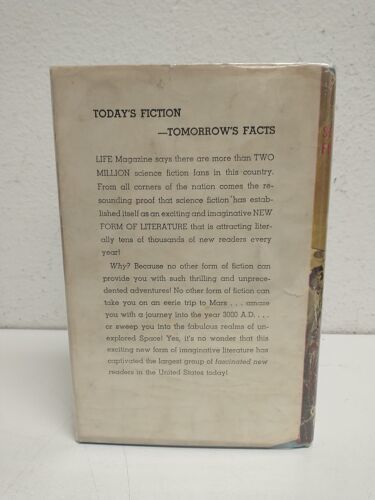 TODAY'S FICTION
—TOMORROW'S FACTS
LIFE Magazine says there are more than TWO
MILLION science fiction fans in this country.
From all corners of the nation comes the re-
sounding proof that science fiction has estab-
lished itself as an exciting and imaginative NEW
FORM OF LITERATURE that is attracting liter-
ally tens of thousands of new readers every
year!
Why? Because no other form of fiction can
provide you with such thrilling and unprece-
dented adventures! No other form of fiction can
take you on an eerie trip to Mars . . . amaze
you with a journey into the year 3000 A.D. . . .
or sweep you into the fabulous realms of un-
explored Space! Yes, it's no wonder that this
exciting new form of imaginative literature has
captivated the largest group of fascinated new
readers in the United States today!